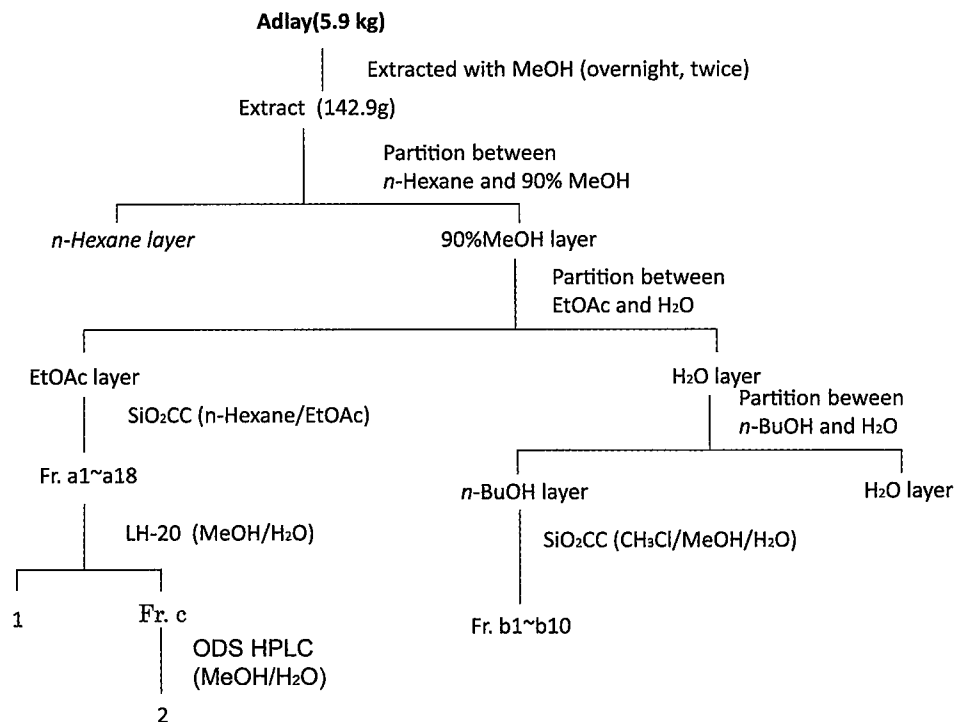 Adlay(5.9 kg)
Extracted with MeOH (overnight, twice)
Extract (142.9g)
Partition between
n-Hexane and 90% MeOH
n-Hexane layer
90%MeOH layer
Partition between
EtOAc and H₂O
EtOAc layer
H₂O layer
SiO₂CC (n-Hexane/EtOAc)
Partition beween
n-BuOH and H₂O
Fr. a1~a18
n-BuOH layer
H₂O layer
LH-20 (MeOH/H₂O)
SiO₂CC (CH₃Cl/MeOH/H₂O)
1
Fr. c
Fr. b1~b10
ODS HPLC
(MeOH/H₂O)
2